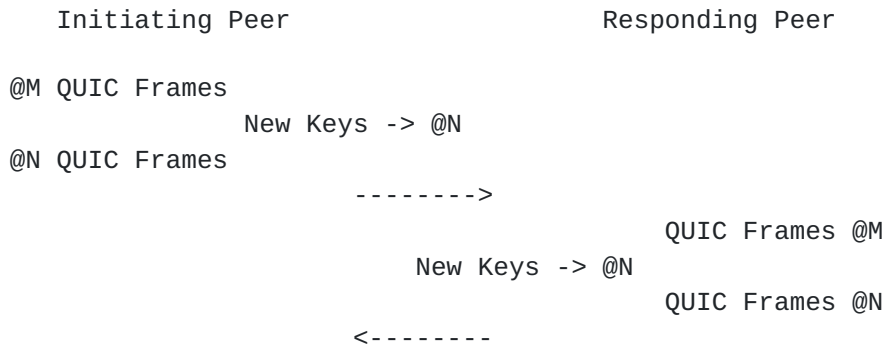 Initiating Peer                    Responding Peer
@M QUIC Frames
New Keys -> @N
@N QUIC Frames
-------->
QUIC Frames @M
New Keys -> @N
QUIC Frames @N
<--------